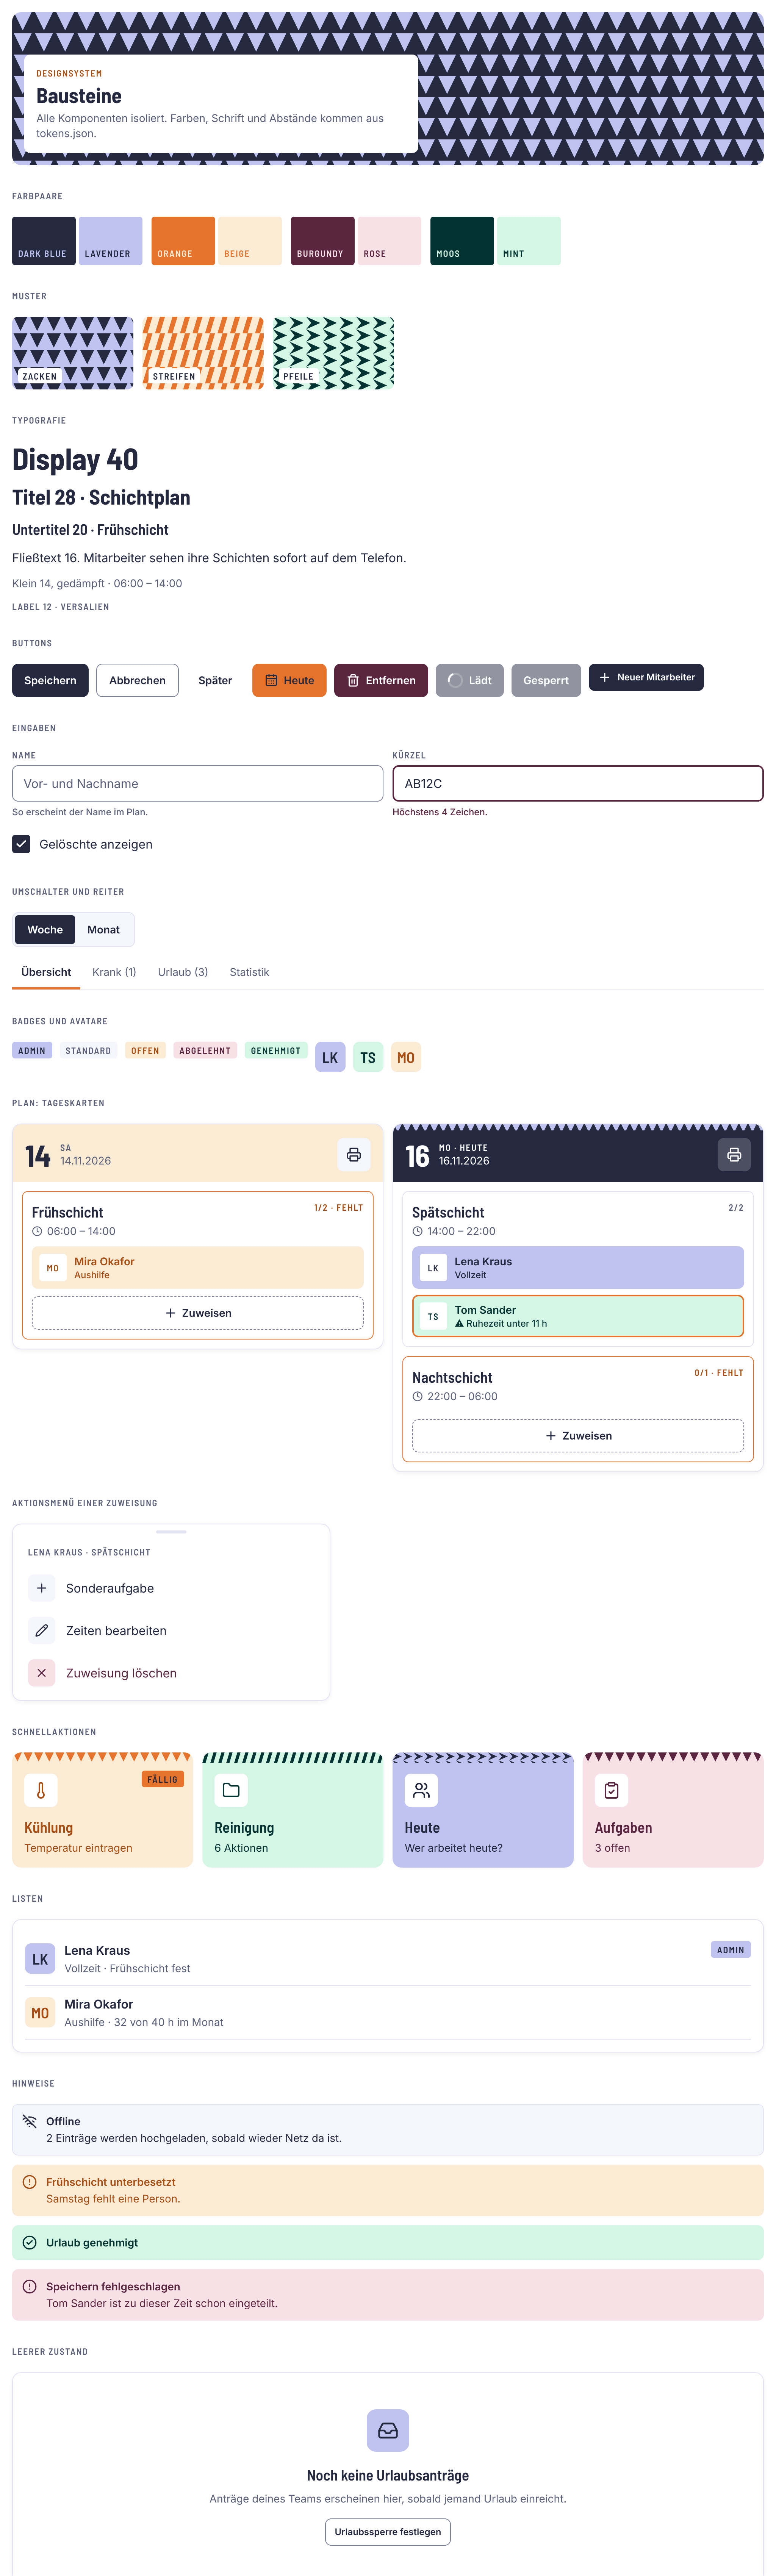 DESIGNSYSTEM
Bausteine
Alle Komponenten isoliert. Farben, Schrift und Abstände kommen aus
tokens.json.
FARBPAARE
DARK BLUE
LAVENDER
ORANGE
BEIGE
BURGUNDY
ROSE
MOOS
MINT
MUSTER
ZACKEN
STREIFEN
PFEILE
TYPOGRAFIE
Display 40
Titel 28 · Schichtplan
Untertitel 20 · Frühschicht
Fließtext 16. Mitarbeiter sehen ihre Schichten sofort auf dem Telefon.
Klein 14, gedämpft · 06:00 – 14:00
LABEL 12 · VERSALIEN
BUTTONS
Speichern
Abbrechen
Später
Heute
Entfernen
Lädt
Gesperrt
Neuer Mitarbeiter
EINGABEN
NAME
Vor- und Nachname
So erscheint der Name im Plan.
KÜRZEL
AB12C
Höchstens 4 Zeichen.
Gelöschte anzeigen
UMSCHALTER UND REITER
Woche
Monat
Übersicht
Krank (1)
Urlaub (3)
Statistik
BADGES UND AVATARE
ADMIN
STANDARD
OFFEN
ABGELEHNT
GENEHMIGT
LK
TS
MO
PLAN: TAGESKARTEN
14
SA
14.11.2026
Frühschicht
1/2 · FEHLT
06:00 – 14:00
MO
Mira Okafor
Aushilfe
Zuweisen
16
MO · HEUTE
16.11.2026
Spätschicht
2/2
14:00 – 22:00
LK
Lena Kraus
Vollzeit
TS
Tom Sander
Ruhezeit unter 11 h
Nachtschicht
0/1 · FEHLT
22:00 – 06:00
Zuweisen
AKTIONSMENÜ EINER ZUWEISUNG
LENA KRAUS · SPÄTSCHICHT
Sonderaufgabe
Zeiten bearbeiten
Zuweisung löschen
SCHNELLAKTIONEN
FÄLLIG
Kühlung
Temperatur eintragen
Reinigung
6 Aktionen
Heute
Wer arbeitet heute?
Aufgaben
3 offen
LISTEN
LK
Lena Kraus
Vollzeit · Frühschicht fest
ADMIN
MO
Mira Okafor
Aushilfe · 32 von 40 h im Monat
HINWEISE
Offline
2 Einträge werden hochgeladen, sobald wieder Netz da ist.
Frühschicht unterbesetzt
Samstag fehlt eine Person.
Urlaub genehmigt
Speichern fehlgeschlagen
Tom Sander ist zu dieser Zeit schon eingeteilt.
LEERER ZUSTAND
Noch keine Urlaubsanträge
Anträge deines Teams erscheinen hier, sobald jemand Urlaub einreicht.
Urlaubssperre festlegen